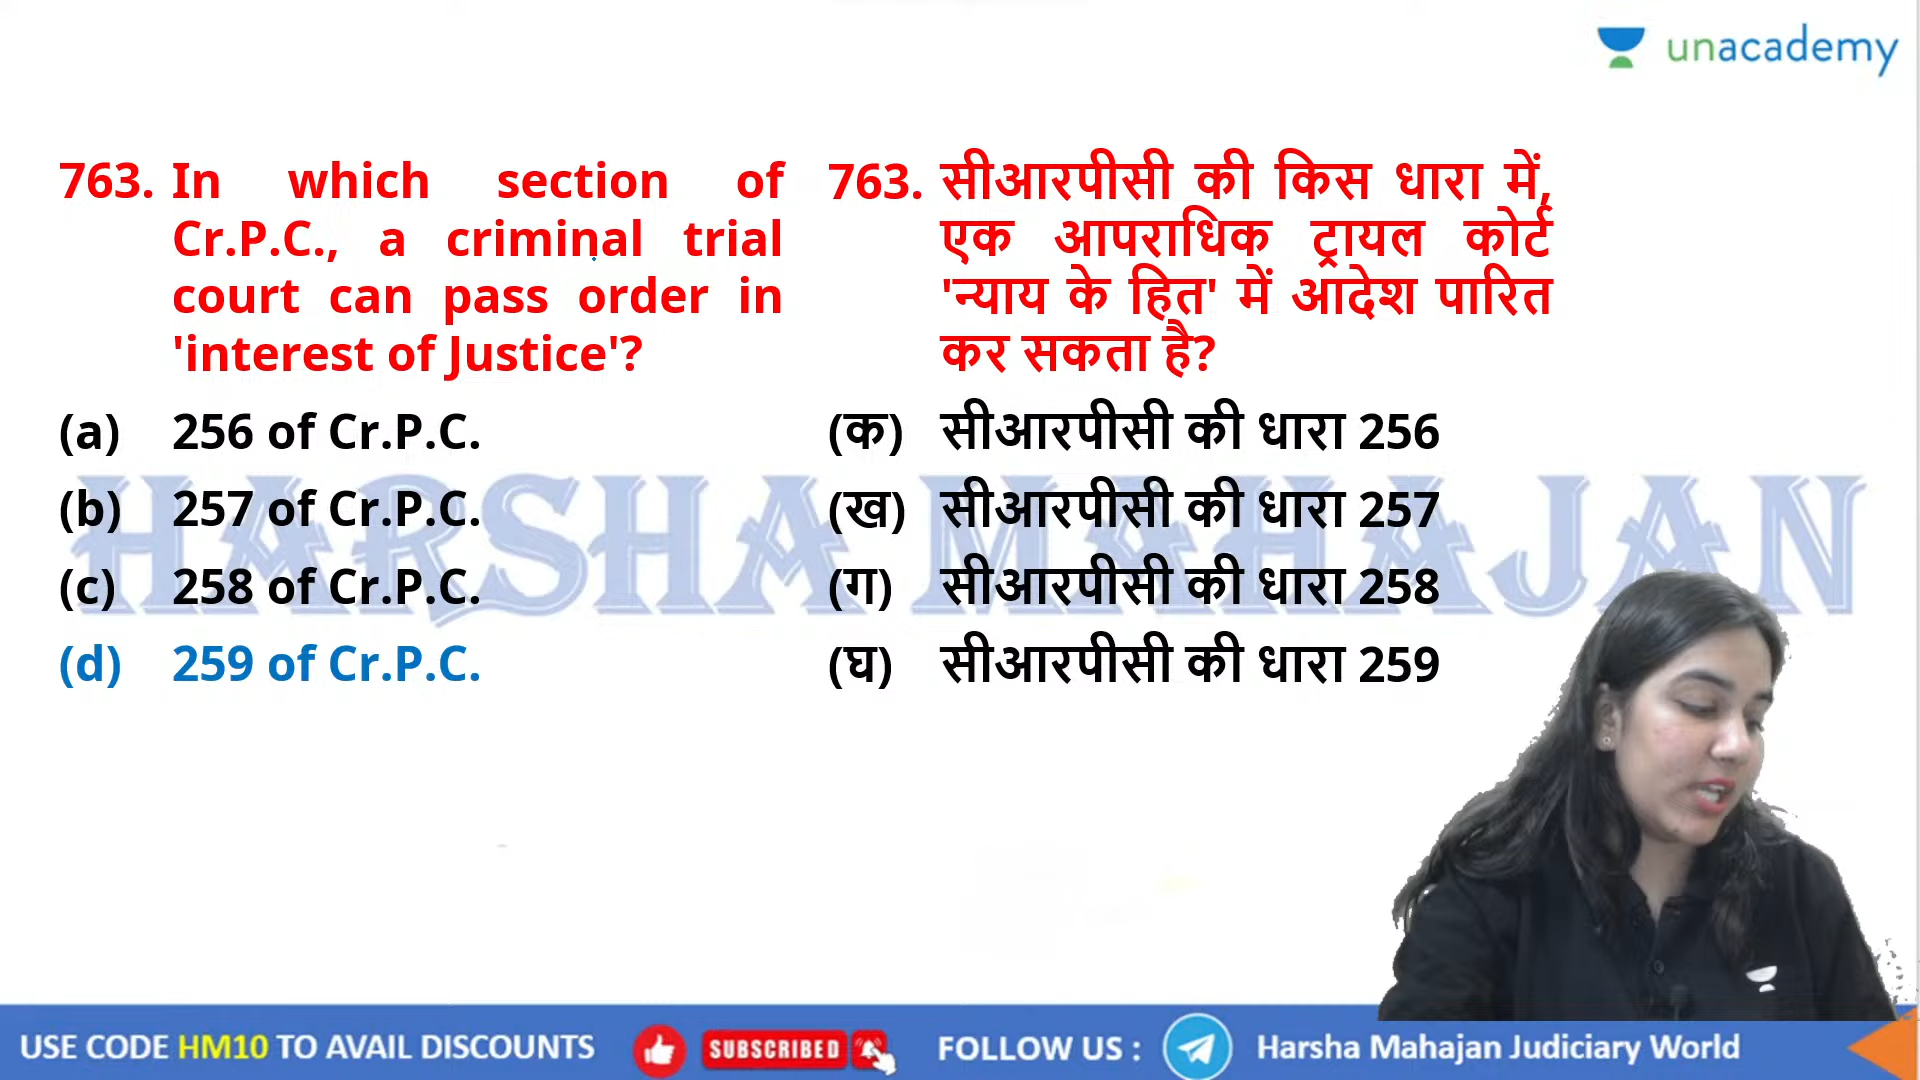 unacademy
763. In which section of
Cr.P.C., a criminal trial
court can pass order in
'interest of Justice'?
(a) 256 of Cr.P.C.
(b) 257 of Cr.P.C.
(c) 258 of Cr.P.C.
(d) 259 of Cr.P.C.
763. सीआरपीसी की किस धारा में,
एक आपराधिक ट्रायल कोर्ट
'न्याय के हित' में आदेश पारित
कर सकता है?
(क) सीआरपीसी की धारा 256
(ख) सीआरपीसी की धारा 257
(ग) सीआरपीसी की धारा 258
(घ) सीआरपीसी की धारा 259
HARSHA MAHAJAN
USE CODE HM10 TO AVAIL DISCOUNTS
SUBSCRIBED
FOLLOW US :
Harsha Mahajan Judiciary World